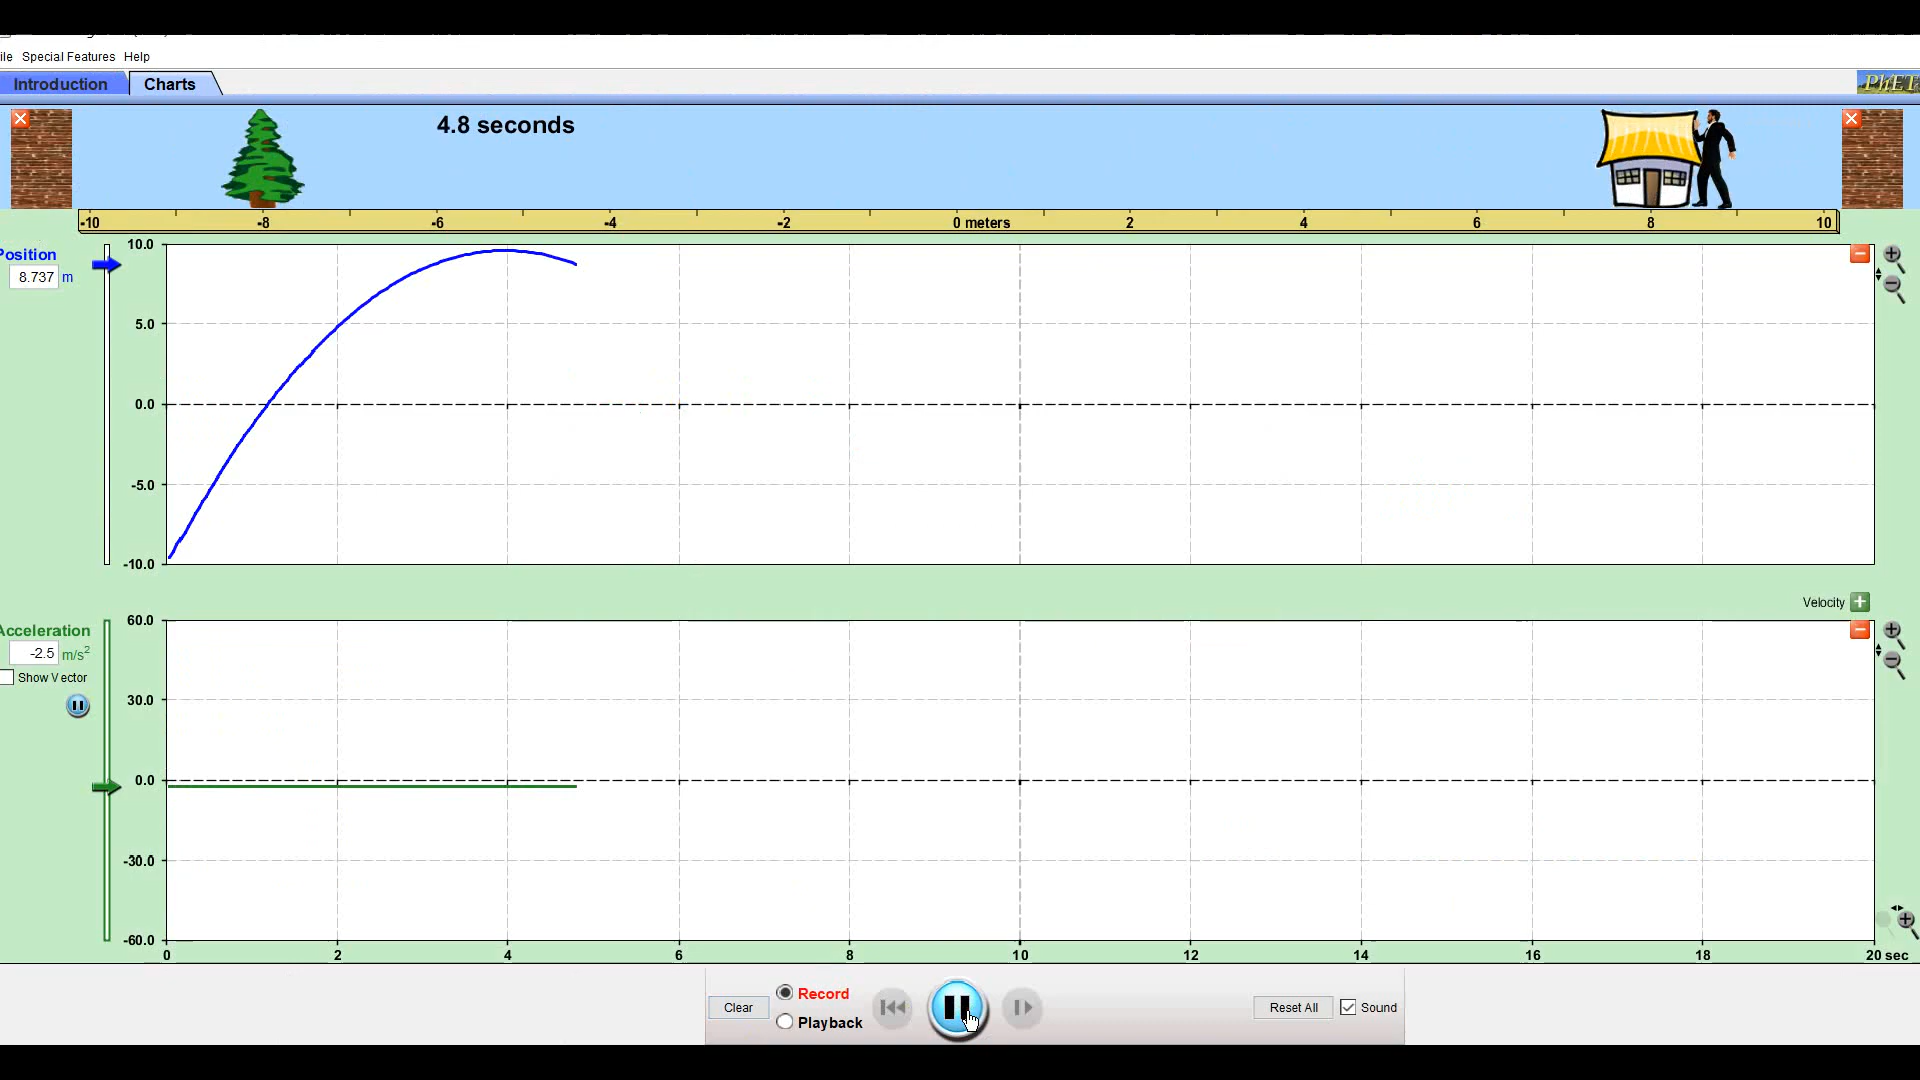 ile Special Features Help
Introduction Charts
PhET
4.8 seconds
-10 -8 -6 -4 -2 0 meters 2 4 6 8 10
Position
8.737 m
10.0
5.0
0.0
-5.0
-10.0
Velocity
Acceleration
-2.5 m/s2
Show Vector
60.0
30.0
0.0
-30.0
-60.0
0 2 4 6 8 10 12 14 16 18 20 sec
Clear
Record
Playback
Reset All
Sound